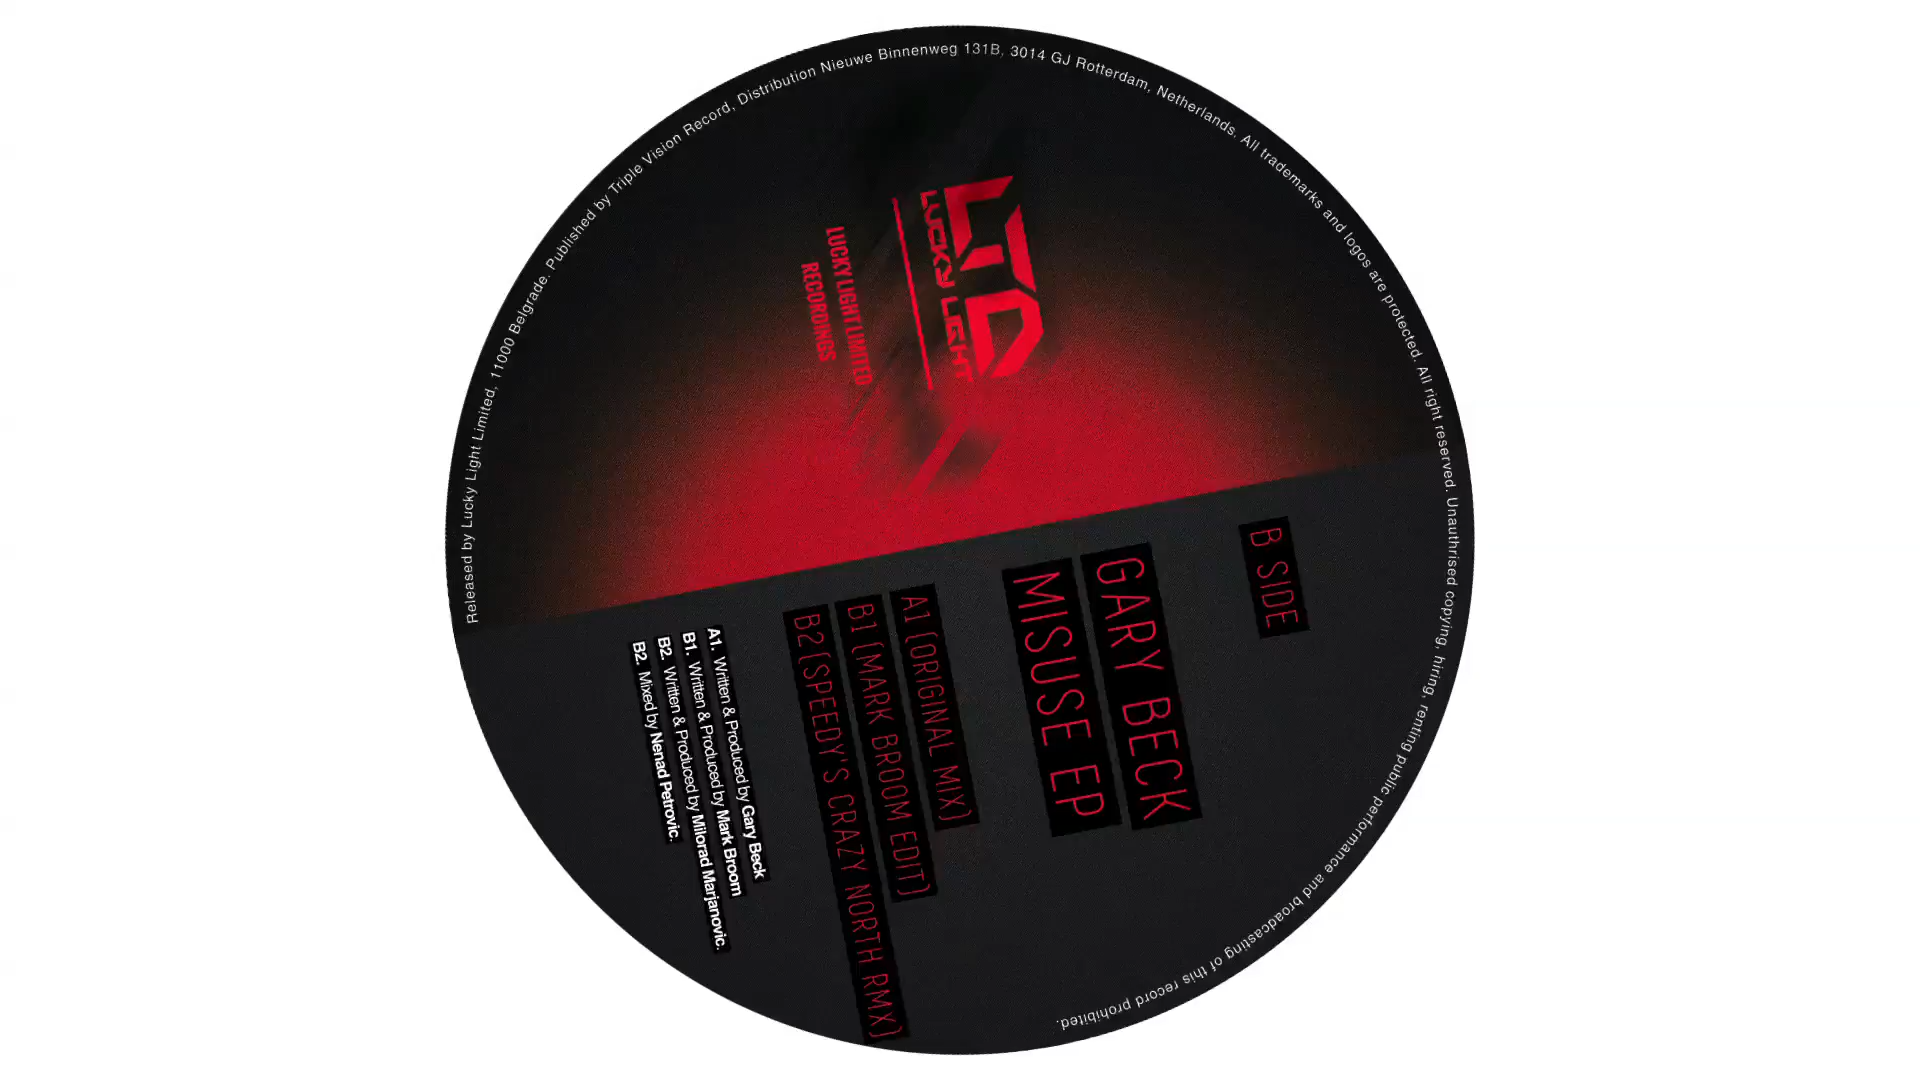 LTD
LUCKY LIGHT
LUCKY LIGHT LIMITED
RECORDINGS
B SIDE
GARY BECK
MISUSE EP
A1 (ORIGINAL MIX)
B1 (MARK BROOM EDIT)
B2 (SPEEDY'S CRAZY NORTH RMX)
A1. Written & Produced by Gary Beck
B1. Written & Produced by Mark Broom
B2. Written & Produced by Milorad Marjanovic.
B2. Mixed by Nenad Petrovic.
Released by Lucky Light Limited, 11000 Belgrade. Published by Triple Vision Record, Distribution Nieuwe Binnenweg 131B, 3014 GJ Rotterdam, Netherlands. All trademarks and logos are protected. All right reserved. Unauthrised copying, hiring, renting public performance and broadcasting of this record prohibited.